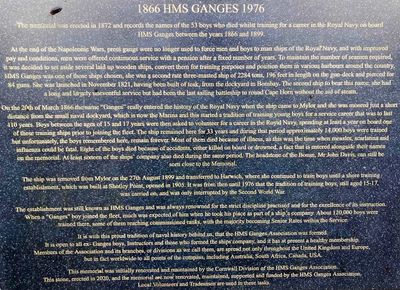 1866 HMS GANGES 1976
The memorial was erected in 1872 and records the names of the 53 boys who died whilst training for a career in the Royal Navy on board
HMS Ganges between the years 1866 and 1899.
At the end of the Napoleonic Wars, press gangs were no longer used to force men and boys to man ships of the Royal Navy, and with improved
pay and conditions, men were offered continuous service with a pension after a fixed number of years. To maintain the number of seamen required,
it was decided to set aside several laid up wooden ships, convert them for training purposes and position them in various harbours around the country.
HMS Ganges was one of those ships chosen, she was a second rate three-masted ship of 2284 tons, 196 feet in length on the gun-deck and pierced for
84 guns. She was launched in November 1821, having been built of teak, from the dockyard in Bombay. The second ship to bear this name, she had
a long and largely uneventful service but had been the last sailing battleship to round Cape Horn without the aid of steam.
On the 20th of March 1866 the name "Ganges" really entered the history of the Royal Navy when the ship came to Mylor and she was moored just a short
distance from the small naval dockyard, which is now the Marina and this started a tradition of training young boys for a service career that was to last
110 years. Boys between the ages of 15 and 17 years were then asked to volunteer for a career in the Royal Navy, spending at least a year on board one
of these training ships prior to joining the fleet. The ship remained here for 33 years and during that period approximately 14,000 boys were trained
but unfortunately, the boys remembered here, remain forever. Most of them died because of illness, at this was the time when measles, scarlatina and
asthenia could be fatal. Eight of the boys died because of accidents, either killed on board or drowned, a fact that is entered alongside their names
on the memorial. At least sixteen of the ships' company also died during the same period. The headstone of the Bosun, Mr John Davis, can still be
seen close to the Memorial.
The ship was removed from Mylor on the 27th August 1899 and transferred to Harwich, where she continued to train boys until a shore training
establishment, which was built at Shotley Point, opened in 1905. It was from then until 1976 that the tradition of training boys, still aged 15-17,
was carried on, and was only interrupted by the Second World War.
The establishment was still known as HMS Ganges and was always renowned for the strict discipline practised and for the excellence of its instruction.
When a "Ganges" boy joined the fleet, much was expected of him when he took his place as part of a ship's company. About 120,000 boys were
trained there, some of them reaching commissioned rank, with the majority becoming Senior Rates within the Service.
It is with this proud tradition of naval history behind us, that the HMS Ganges Association was formed.
It is open to all ex- Ganges boys, Instructors and those who formed the ships company, and it has at present a healthy membership.
Members of the Association and its branches, or divisions as we call them, are spread not only throughout the United Kingdom and Europe,
but in fact worldwide to all points of the compass, including Australia, South Africa, Canada, USA.
This memorial was initially renovated and maintained by the Cornwall Division of the HMS Ganges Association.
This stone, erected in 2020, and the memorial are now renovated, maintained, supported and funded by the HMS Ganges Association.
Local Volunteers and Tradesmen are used in these tasks.